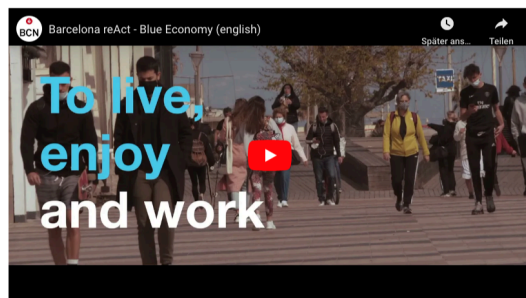 BCN
Barcelona reAct - Blue Economy (english)
Später ans...
Teilen
To live,
enjoy
and work